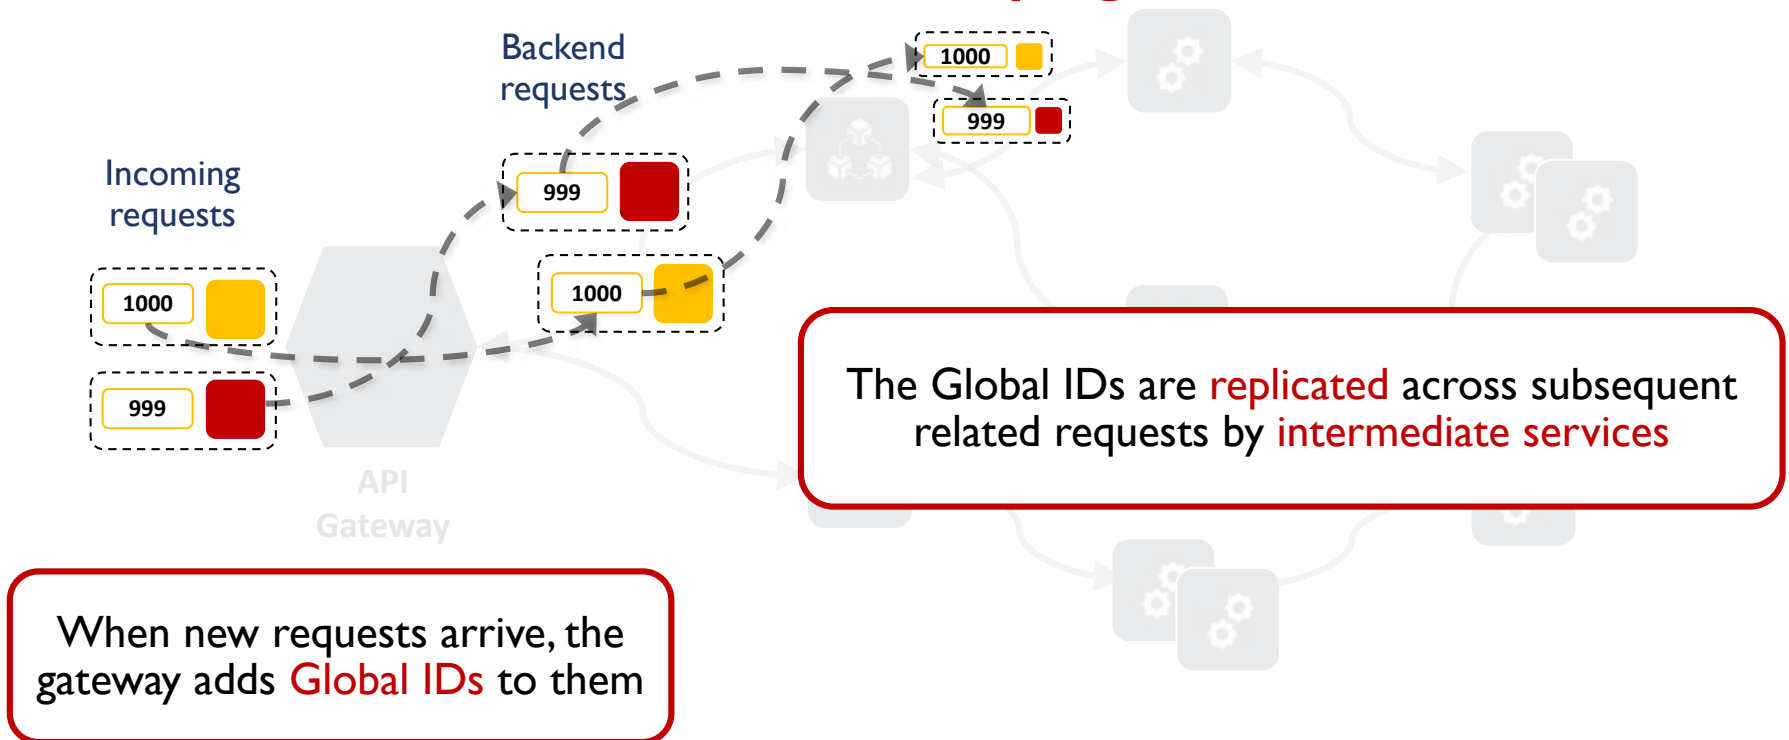 Backend
requests
1000
999
Incoming
requests
999
1000
1000
999
The Global IDs are replicated across subsequent
related requests by intermediate services
API
Gateway
When new requests arrive, the
gateway adds Global IDs to them